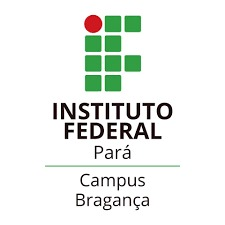 INSTITUTO
FEDERAL
Pará
Campus
Bragança